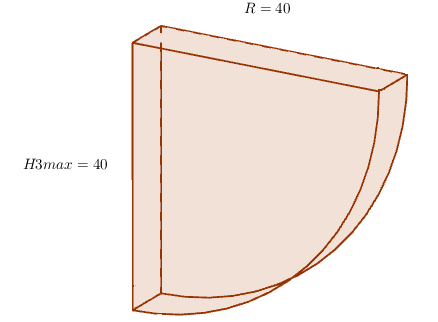 R = 40
H3max = 40